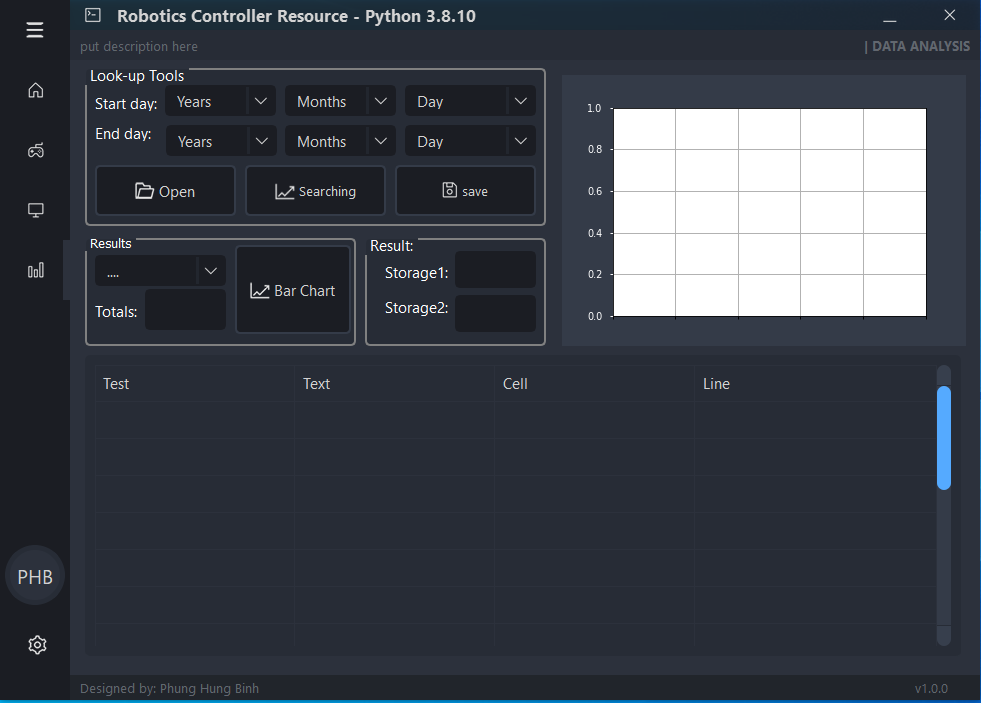 Robotics Controller Resource - Python 3.8.10
put description here
| DATA ANALYSIS
Look-up Tools
Start day: Years Months Day
End day: Years Months Day
Open Searching save
Results
....
Totals:
Bar Chart
Result:
Storage1:
Storage2:
1.0
0.8
0.6
0.4
0.2
0.0
Test Text Cell Line
PHB
Designed by: Phung Hung Binh
v1.0.0